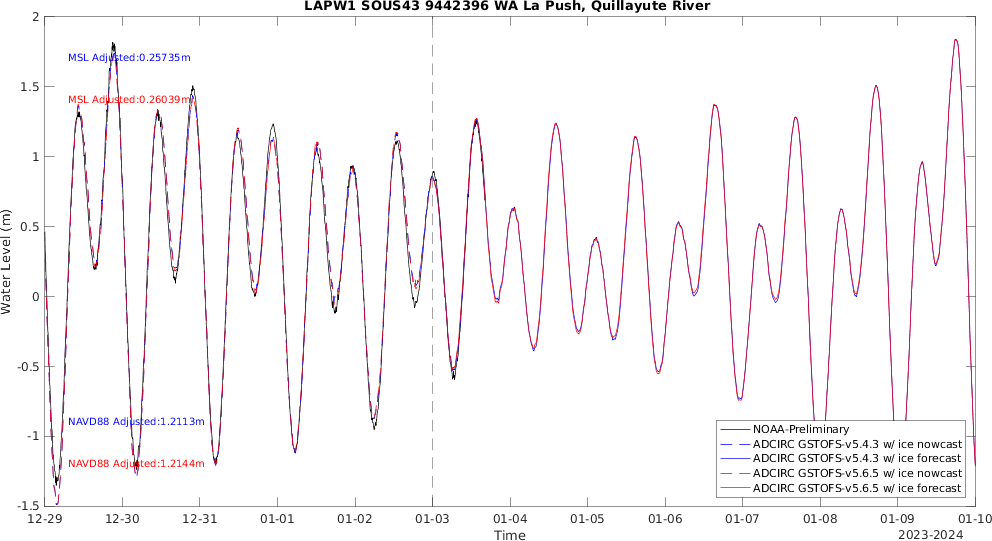 LAPW1 SOUS43 9442396 WA La Push, Quillayute River
Water Level (m)
2
1.5
1
0.5
0
-0.5
-1
-1.5
MSL Adjusted:0.25735m
MSL Adjusted:0.26039m
NAVD88 Adjusted:1.2113m
NAVD88 Adjusted:1.2144m
NOAA-Preliminary
ADCIRC GSTOFS-v5.4.3 w/ ice nowcast
ADCIRC GSTOFS-v5.4.3 w/ ice forecast
ADCIRC GSTOFS-v5.6.5 w/ ice nowcast
ADCIRC GSTOFS-v5.6.5 w/ ice forecast
12-29 12-30 12-31 01-01 01-02 01-03 01-04 01-05 01-06 01-07 01-08 01-09 01-10
Time
2023-2024